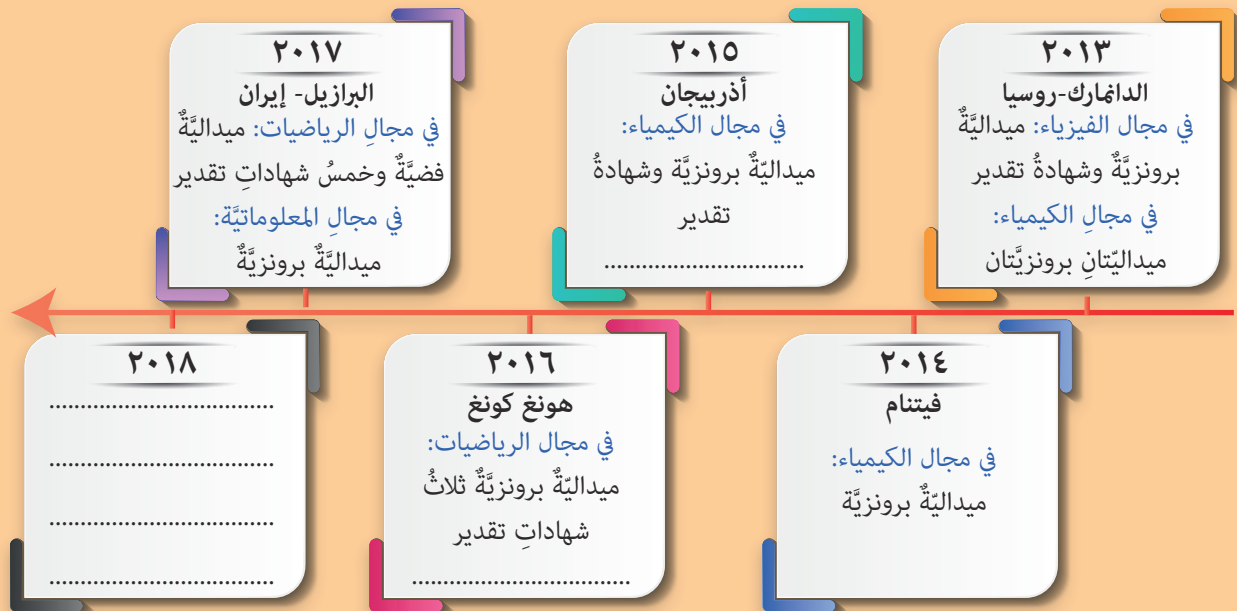 ٢٠١٣
الدانمارك-روسيا
في مجال الفيزياء: ميداليَّةٌ
برونزيَّةٌ وشهادةُ تقدير
في مجالِ الكيمياء:
ميداليّتانِ برونزيَّتان
٢٠١٤
فيتنام
في مجال الكيمياء:
ميداليّةٌ برونزيَّة
٢٠١٥
أذربيجان
في مجال الكيمياء:
ميداليّةٌ برونزيَّة وشهادةُ
تقدير
................................
٢٠١٦
هونغ كونغ
في مجال الرياضيات:
ميداليّةٌ برونزيَّةٌ ثلاثُ
شهاداتِ تقدير
...................................
٢٠١٧
البرازيل- إيران
في مجالِ الرياضيات: ميداليَّةٌ
فضيَّةٌ وخمسُ شهاداتِ تقدير
في مجالِ المعلوماتيَّة:
ميداليَّةٌ برونزيَّةٌ
٢٠١٨
....................................
....................................
....................................
....................................